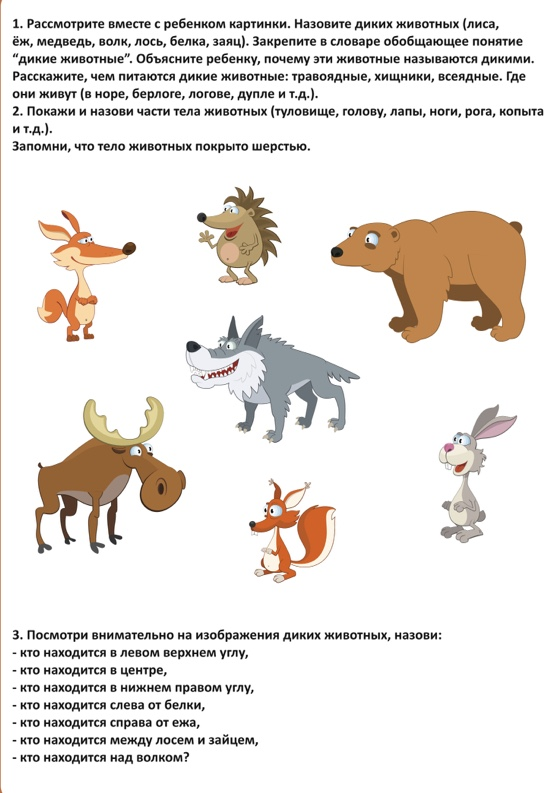 1. Рассмотрите вместе с ребенком картинки. Назовите диких животных (лиса,
ёж, медведь, волк, лось, белка, заяц). Закрепите в словаре обобщающее понятие
“дикие животные”. Объясните ребенку, почему эти животные называются дикими.
Расскажите, чем питаются дикие животные: травоядные, хищники, всеядные. Где
они живут (в норе, берлоге, логове, дупле и т.д.).
2. Покажи и назови части тела животных (туловище, голову, лапы, ноги, рога, копыта
и т.д.).
Запомни, что тело животных покрыто шерстью.
3. Посмотри внимательно на изображения диких животных, назови:
- кто находится в левом верхнем углу,
- кто находится в центре,
- кто находится в нижнем правом углу,
- кто находится слева от белки,
- кто находится справа от ежа,
- кто находится между лосем и зайцем,
- кто находится над волком?